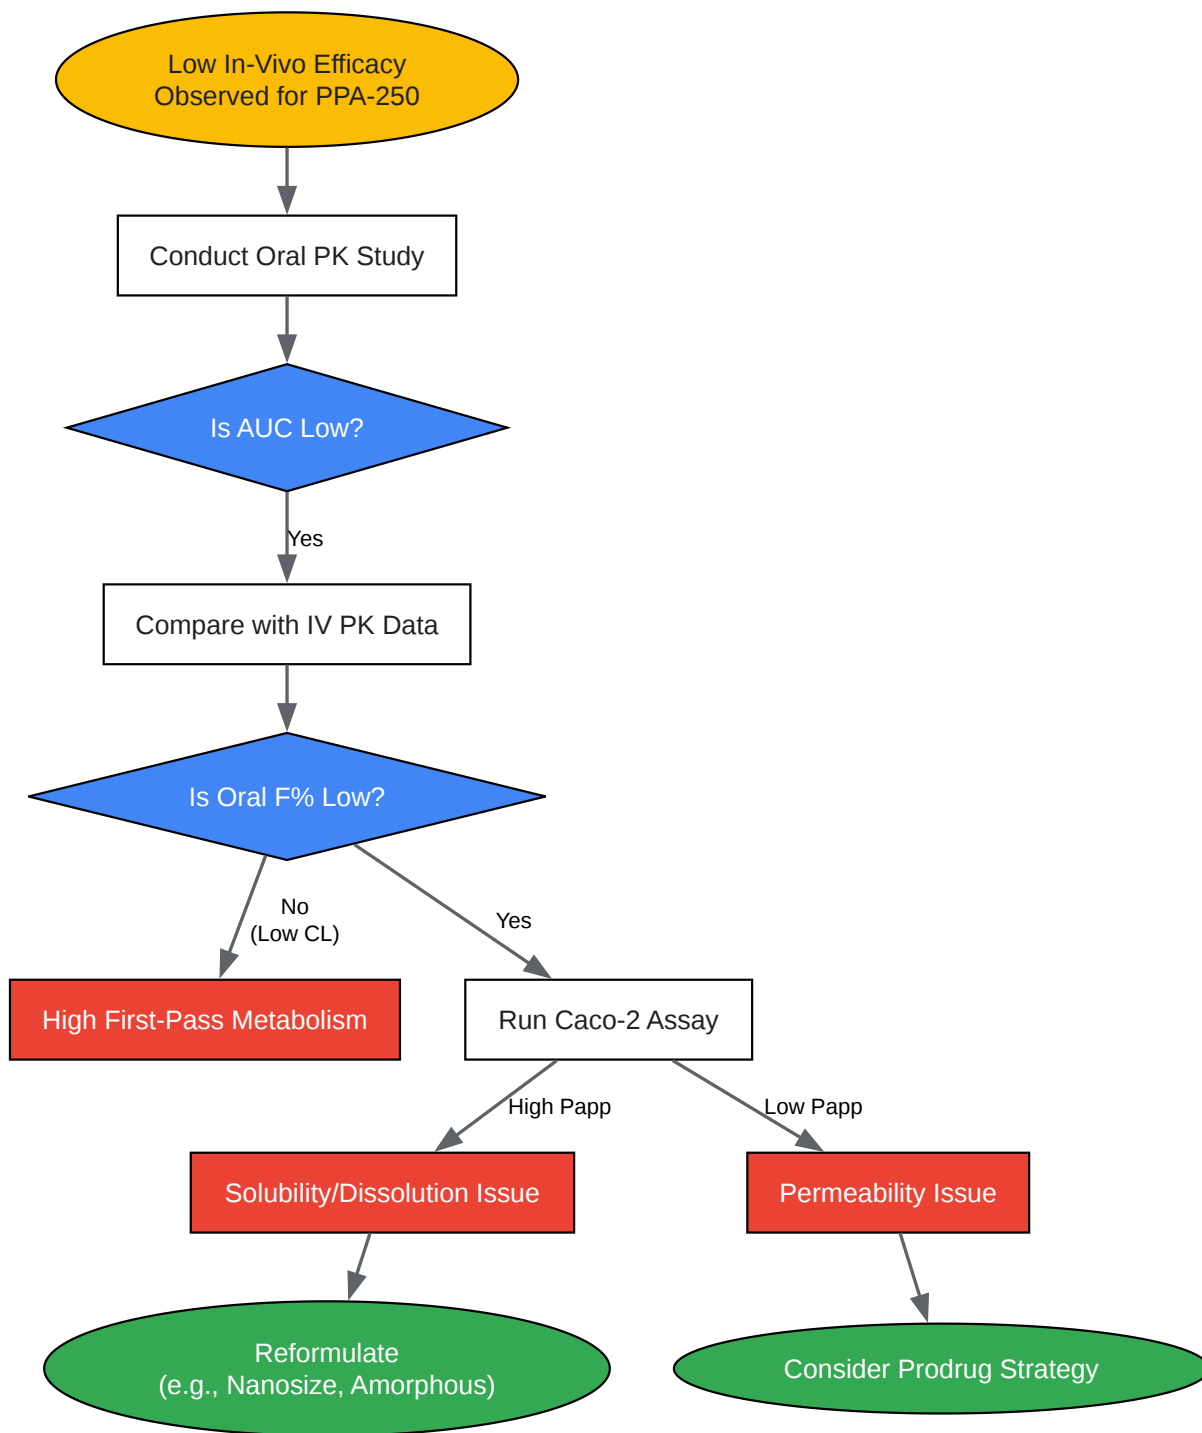 Low In-Vivo Efficacy
Observed for PPA-250
Conduct Oral PK Study
Is AUC Low?
Yes
Compare with IV PK Data
Is Oral F% Low?
No
(Low CL)
Yes
High First-Pass Metabolism
Run Caco-2 Assay
High Papp
Low Papp
Solubility/Dissolution Issue
Permeability Issue
Reformulate
(e.g., Nanosize, Amorphous)
Consider Prodrug Strategy